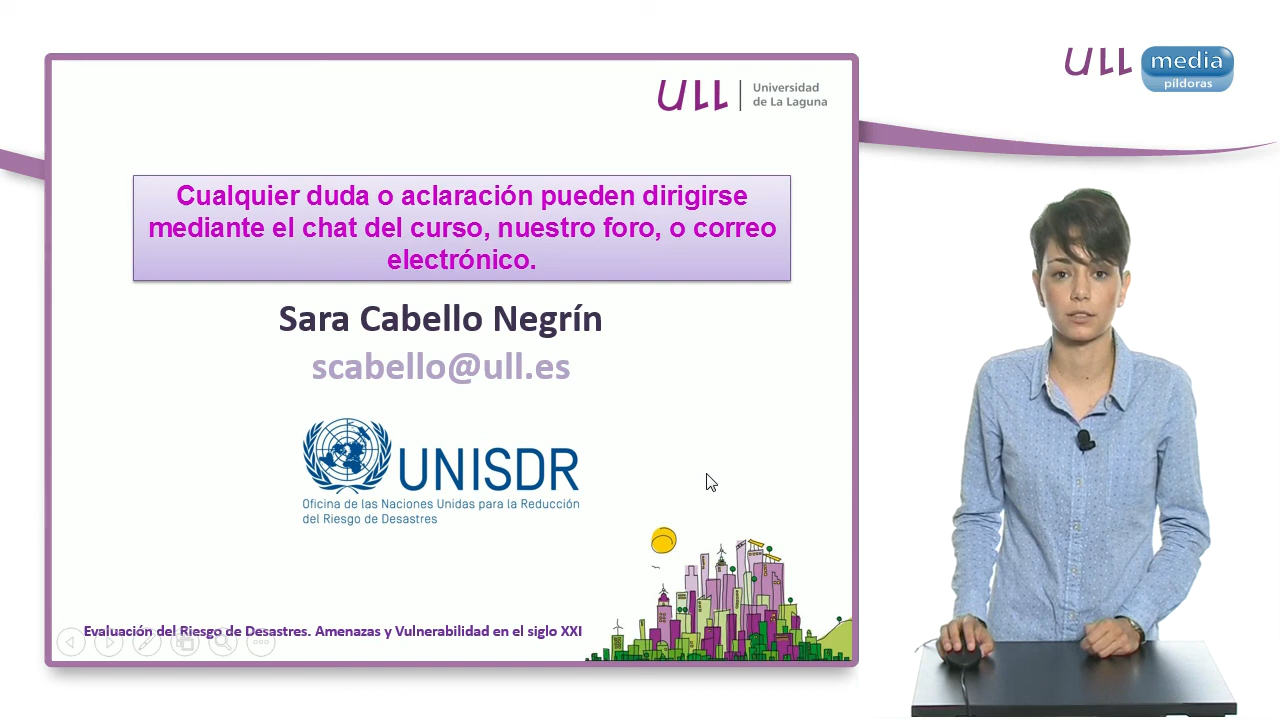 ULL
media
píldoras
ULL
Universidad
de La Laguna
Cualquier duda o aclaración pueden dirigirse
mediante el chat del curso, nuestro foro, o correo
electrónico.
Sara Cabello Negrín
scabello@ull.es
UNISDR
Oficina de las Naciones Unidas para la Reducción
del Riesgo de Desastres
Evaluación del Riesgo de Desastres. Amenazas y Vulnerabilidad en el siglo XXI